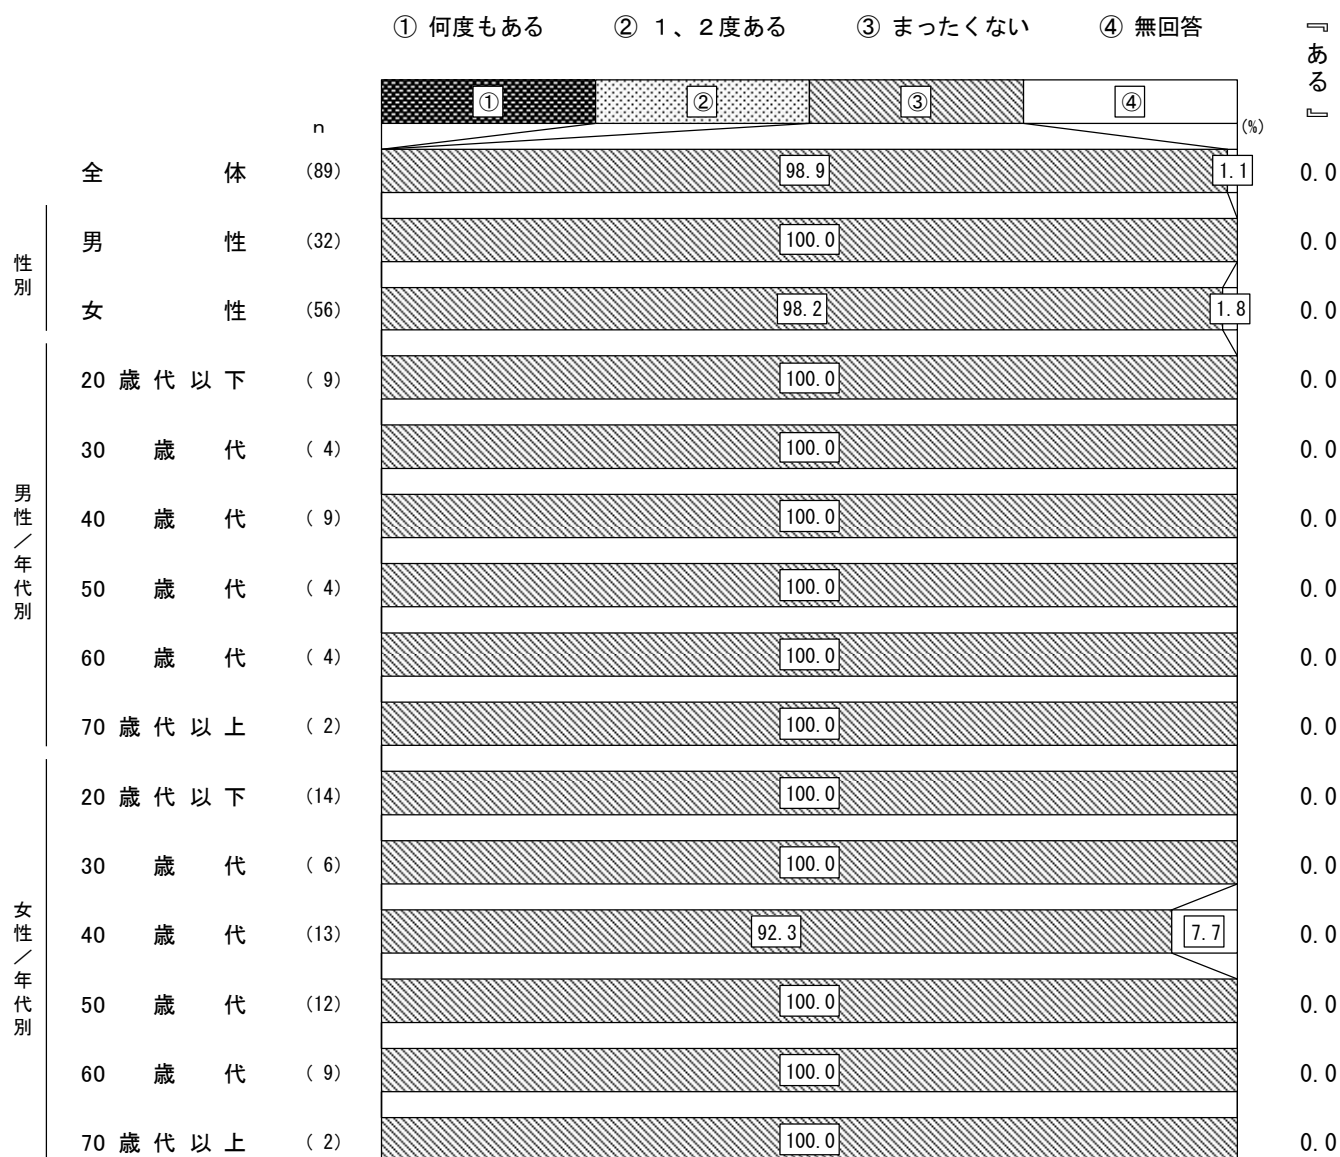 ① 何度もある ② 1、2度ある ③ まったくない ④ 無回答
『ある』
① ② ③ ④
n (%)
全体 (89) 98.9 1.1 0.0
性別
男性 (32) 100.0 0.0
女性 (56) 98.2 1.8 0.0
男性／年代別
20歳代以下 ( 9) 100.0 0.0
30歳代 ( 4) 100.0 0.0
40歳代 ( 9) 100.0 0.0
50歳代 ( 4) 100.0 0.0
60歳代 ( 4) 100.0 0.0
70歳代以上 ( 2) 100.0 0.0
女性／年代別
20歳代以下 (14) 100.0 0.0
30歳代 ( 6) 100.0 0.0
40歳代 (13) 92.3 7.7 0.0
50歳代 (12) 100.0 0.0
60歳代 ( 9) 100.0 0.0
70歳代以上 ( 2) 100.0 0.0